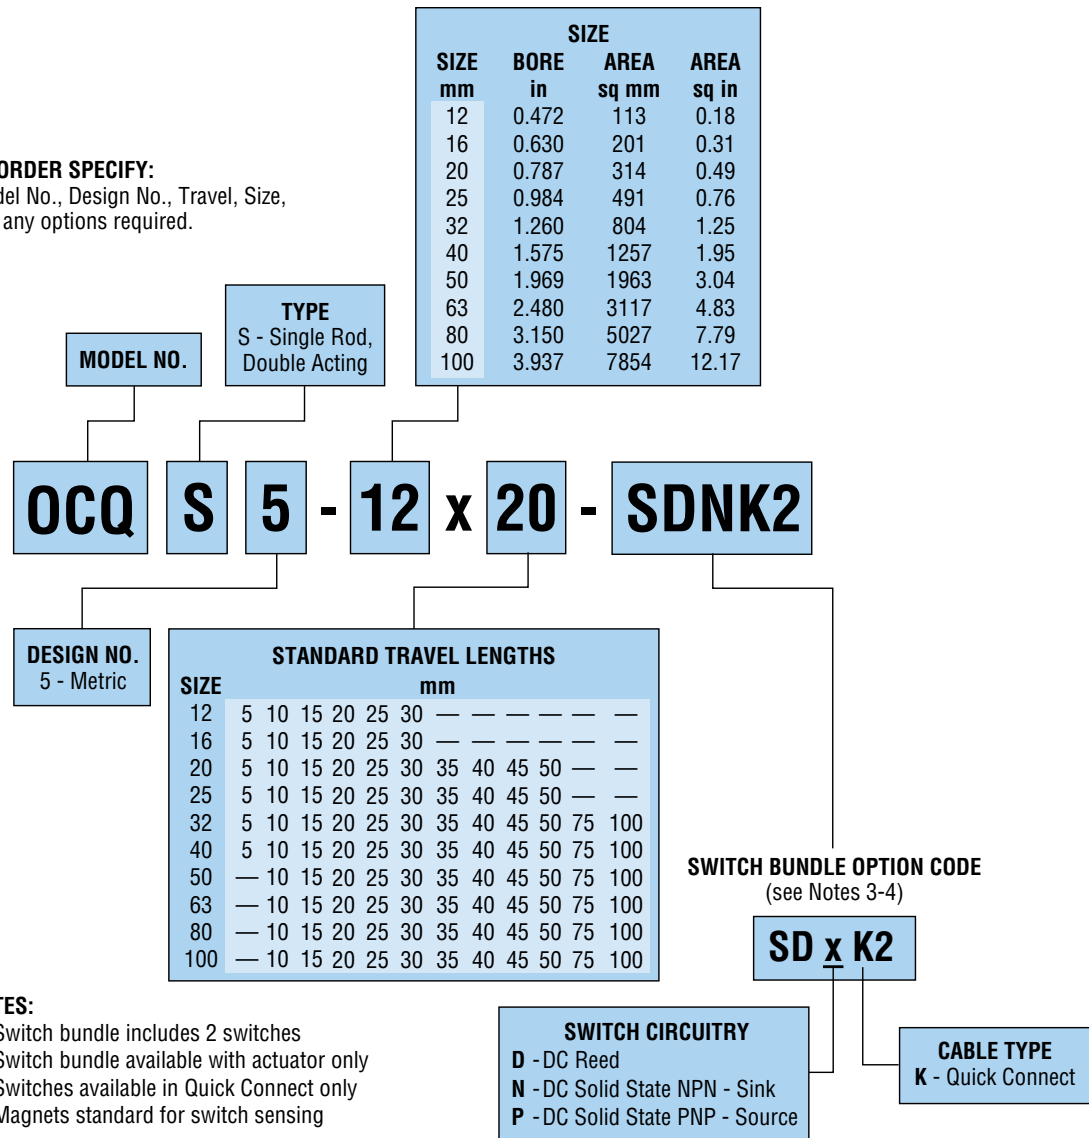 SIZE
SIZE BORE AREA AREA
mm in sq mm sq in
12 0.472 113 0.18
16 0.630 201 0.31
20 0.787 314 0.49
25 0.984 491 0.76
32 1.260 804 1.25
40 1.575 1257 1.95
50 1.969 1963 3.04
63 2.480 3117 4.83
80 3.150 5027 7.79
100 3.937 7854 12.17
ORDER SPECIFY:
No., Design No., Travel, Size,
any options required.
MODEL NO.
TYPE
S - Single Rod,
Double Acting
OCQ S 5 - 12 x 20 - SDNK2
DESIGN NO.
5 - Metric
STANDARD TRAVEL LENGTHS
SIZE mm
12 5 10 15 20 25 30 — — — — — —
16 5 10 15 20 25 30 — — — — — —
20 5 10 15 20 25 30 35 40 45 50 — —
25 5 10 15 20 25 30 35 40 45 50 — —
32 5 10 15 20 25 30 35 40 45 50 75 100
40 5 10 15 20 25 30 35 40 45 50 75 100
50 — 10 15 20 25 30 35 40 45 50 75 100
63 — 10 15 20 25 30 35 40 45 50 75 100
80 — 10 15 20 25 30 35 40 45 50 75 100
100 — 10 15 20 25 30 35 40 45 50 75 100
SWITCH BUNDLE OPTION CODE
(see Notes 3-4)
SD x K2
SWITCH CIRCUITRY
D - DC Reed
N - DC Solid State NPN - Sink
P - DC Solid State PNP - Source
CABLE TYPE
K - Quick Connect
Switch bundle includes 2 switches
Switch bundle available with actuator only
Switches available in Quick Connect only
Magnets standard for switch sensing